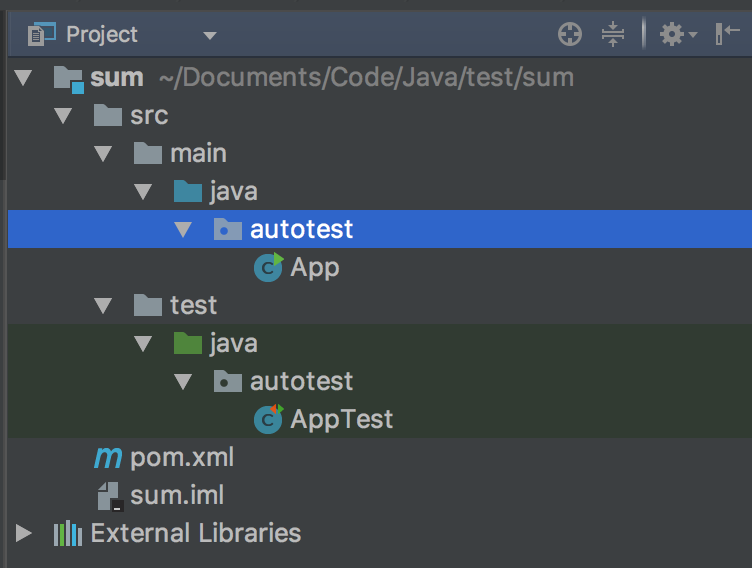 Project
sum ~/Documents/Code/Java/test/sum
src
main
java
autotest
C App
test
java
autotest
C AppTest
m pom.xml
sum.iml
External Libraries